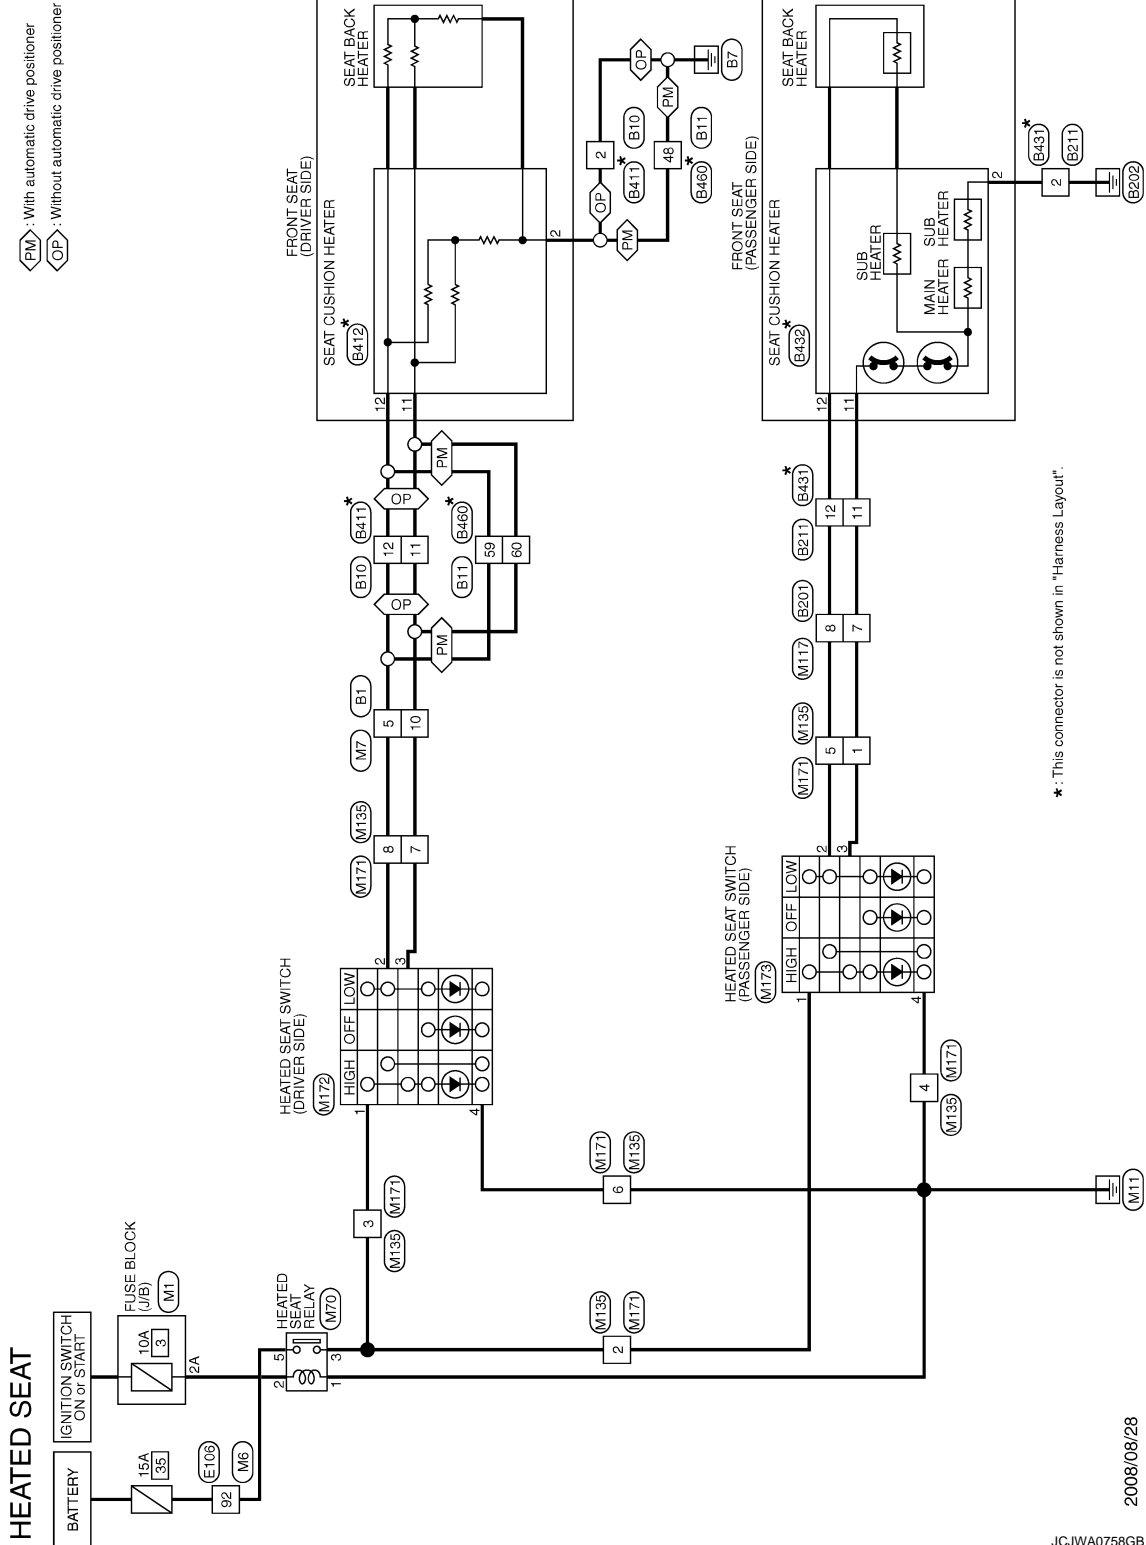 HEATED SEAT
BATTERY
15A
35
E106
92
M6
IGNITION SWITCH
ON or START
10A
3
FUSE BLOCK
(J/B)
M1
2A
HEATED
SEAT
RELAY
M70
5
3
2
1
M135
3
M171
M135
2
M171
M171
6
M135
HEATED SEAT SWITCH
(DRIVER SIDE)
M172
HIGH
OFF
LOW
1
4
2
3
M171
M135
8
7
M7
B1
5
10
PM
OP
B10
B411
*
12
11
B11
B460
*
59
60
OP
PM
12
11
FRONT SEAT
(DRIVER SIDE)
SEAT CUSHION HEATER
B412
*
SEAT BACK
HEATER
2
OP
PM
2
B411
*
B10
48
B460
*
B11
OP
PM
B7
HEATED SEAT SWITCH
(PASSENGER SIDE)
M173
HIGH
OFF
LOW
1
4
2
3
M135
4
M171
M11
M171
M135
5
1
M117
B201
8
7
B211
B431
*
12
11
12
11
FRONT SEAT
(PASSENGER SIDE)
SEAT CUSHION HEATER
B432
*
SEAT BACK
HEATER
SUB
HEATER
MAIN
HEATER
SUB
HEATER
2
2
B431
*
B211
B202
PM : With automatic drive positioner
OP : Without automatic drive positioner
* : This connector is not shown in "Harness Layout".
2008/08/28
JCJWA0758GB